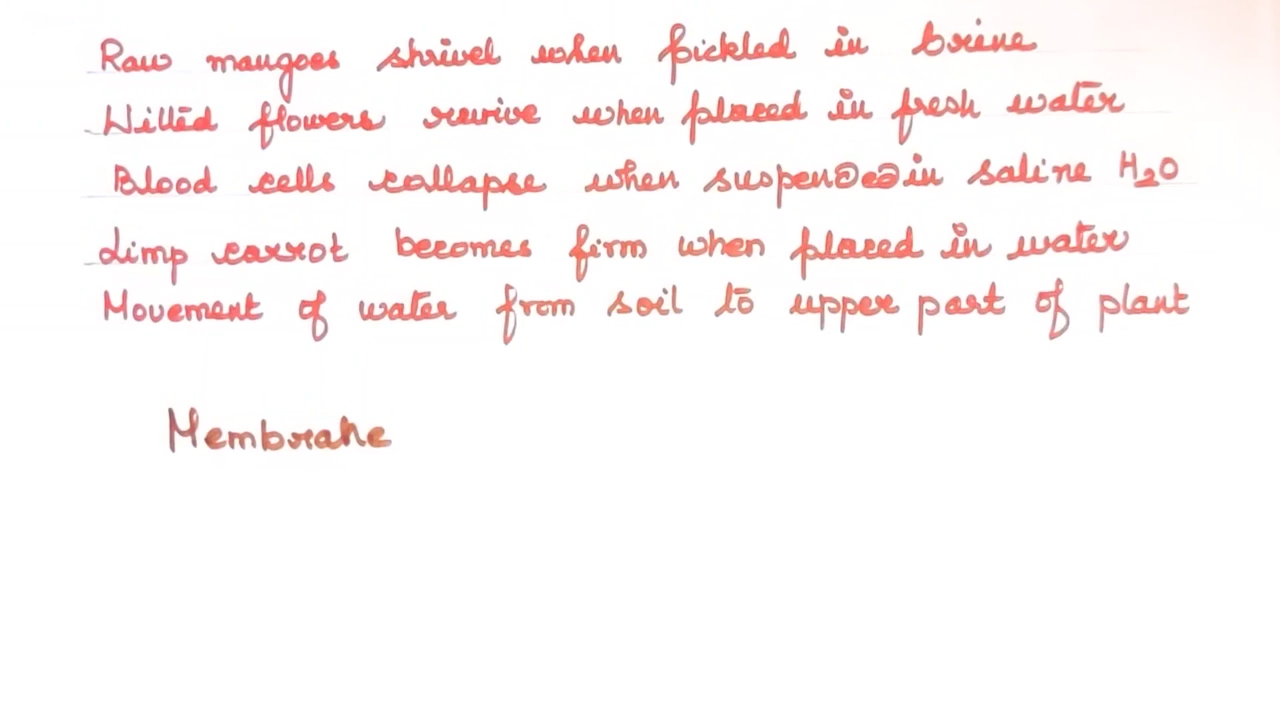 Raw mangoes shrivel when pickled in brine
Wilted flowers revive when placed in fresh water
Blood cells collapse when suspended in saline H₂O
Limp carrot becomes firm when placed in water
Movement of water from soil to upper part of plant
Membrane